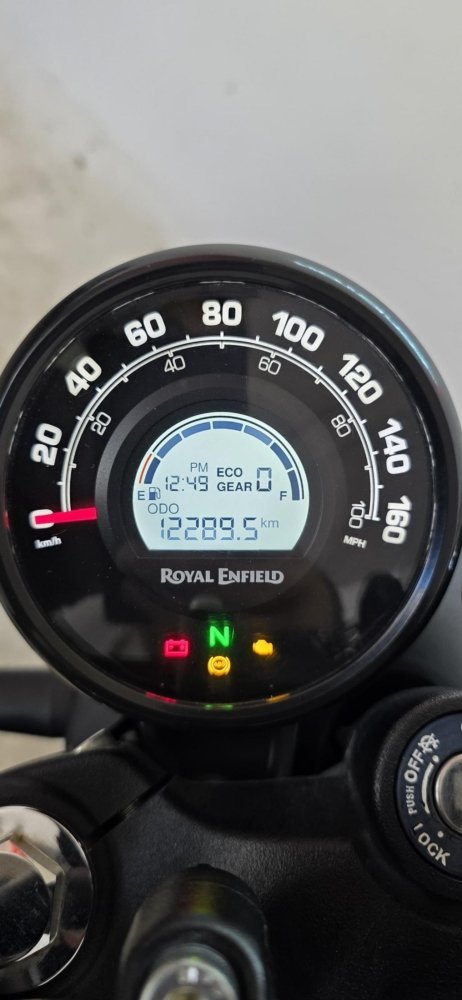 0
20
40
60
80
100
120
140
160
km/h
20
40
60
80
100
MPH
PM ECO
12:49 GEAR 0
E F
ODO
12289.5 km
ROYAL ENFIELD
N
ABS
OFF
PUSH
LOCK